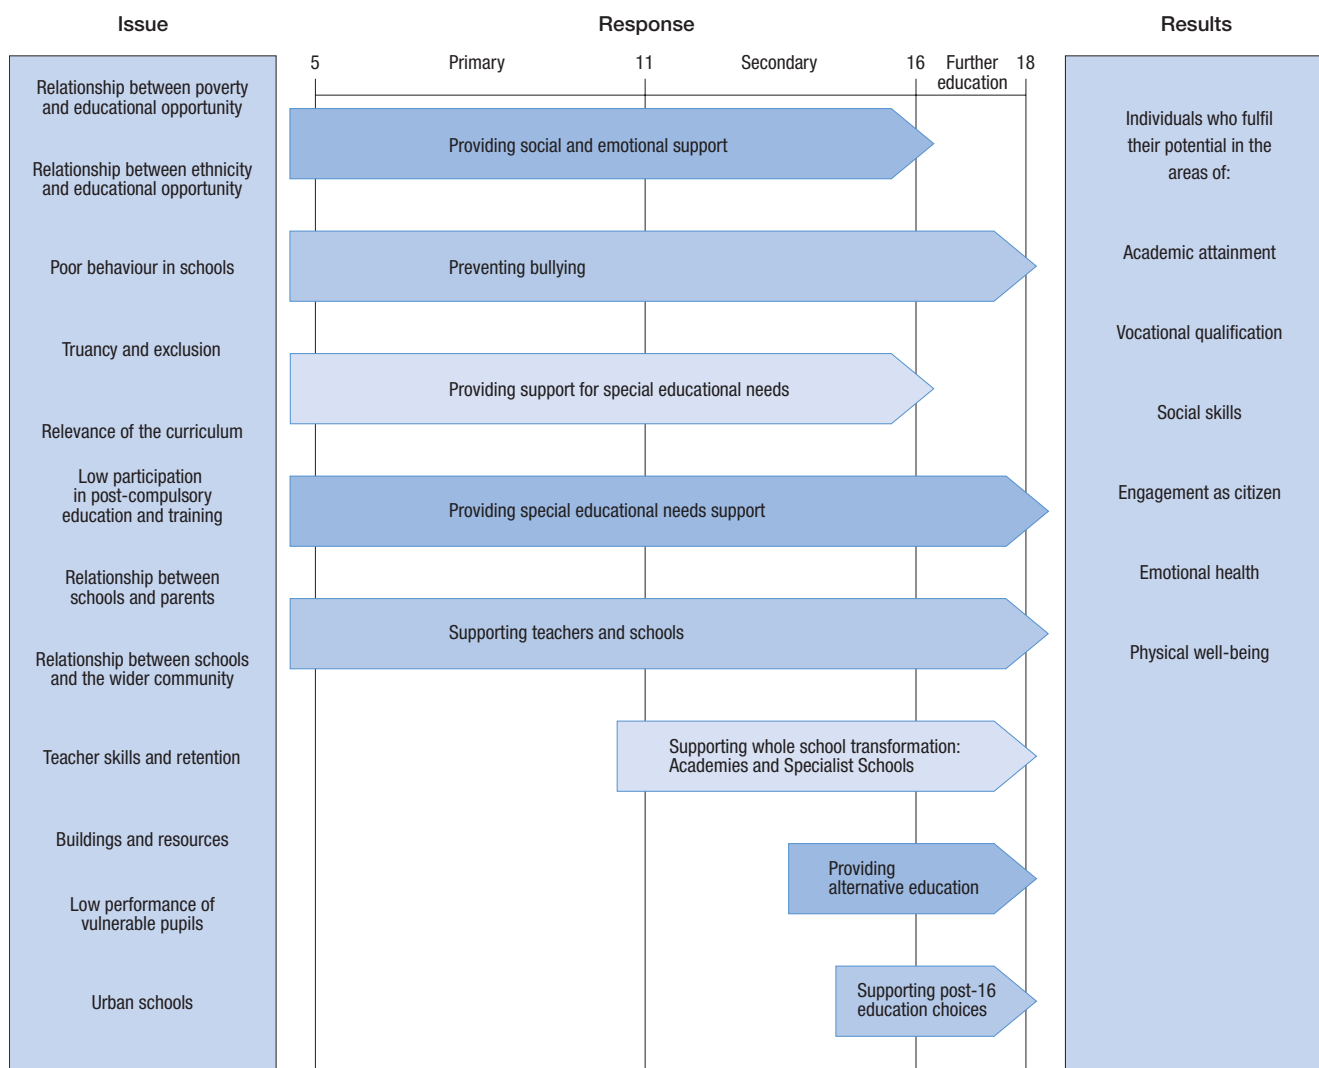 Issue
Response
Results
Relationship between poverty
and educational opportunity
Relationship between ethnicity
and educational opportunity
Poor behaviour in schools
Truancy and exclusion
Relevance of the curriculum
Low participation
in post-compulsory
education and training
Relationship between
schools and parents
Relationship between schools
and the wider community
Teacher skills and retention
Buildings and resources
Low performance of
vulnerable pupils
Urban schools
5
Primary
11
Secondary
16
Further
education
18
Providing social and emotional support
Preventing bullying
Providing support for special educational needs
Providing special educational needs support
Supporting teachers and schools
Supporting whole school transformation:
Academies and Specialist Schools
Providing
alternative education
Supporting post-16
education choices
Individuals who fulfil
their potential in the
areas of:
Academic attainment
Vocational qualification
Social skills
Engagement as citizen
Emotional health
Physical well-being